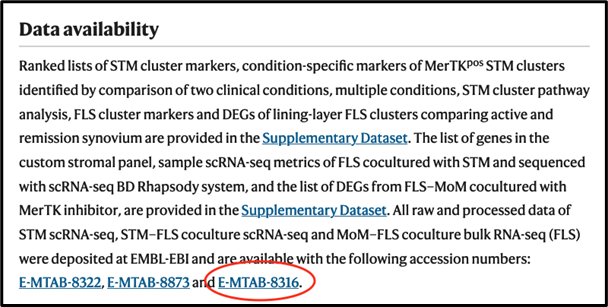 Data availability
Ranked lists of STM cluster markers, condition-specific markers of MerTKᵖᵒˢ STM clusters
identified by comparison of two clinical conditions, multiple conditions, STM cluster pathway
analysis, FLS cluster markers and DEGs of lining-layer FLS clusters comparing active and
remission synovium are provided in the Supplementary Dataset. The list of genes in the
custom stromal panel, sample scRNA-seq metrics of FLS cocultured with STM and sequenced
with scRNA-seq BD Rhapsody system, and the list of DEGs from FLS–MoM cocultured with
MerTK inhibitor, are provided in the Supplementary Dataset. All raw and processed data of
STM scRNA-seq, STM–FLS coculture scRNA-seq and MoM–FLS coculture bulk RNA-seq (FLS)
were deposited at EMBL-EBI and are available with the following accession numbers:
E-MTAB-8322, E-MTAB-8873 and E-MTAB-8316.